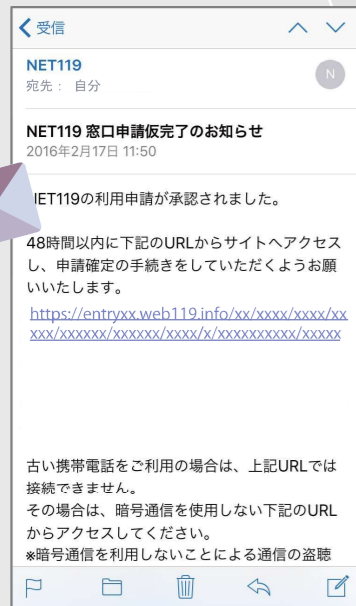 受信
NET119
宛先： 自分
N
NET119 窓口申請仮完了のお知らせ
2016年2月17日 11:50
NET119の利用申請が承認されました。
48時間以内に下記のURLからサイトへアクセス
し、申請確定の手続きをしていただくようお願
いいたします。
https://entryxx.web119.info/xx/xxxx/xxxx/xx
xxx/xxxxxx/xxxxxx/xxxx/x/xxxxxxxxxx/xxxxx
古い携帯電話をご利用の場合は、上記URLでは
接続できません。
その場合は、暗号通信を使用しない下記のURL
からアクセスしてください。
※暗号通信を利用しないことによる通信の盗聴